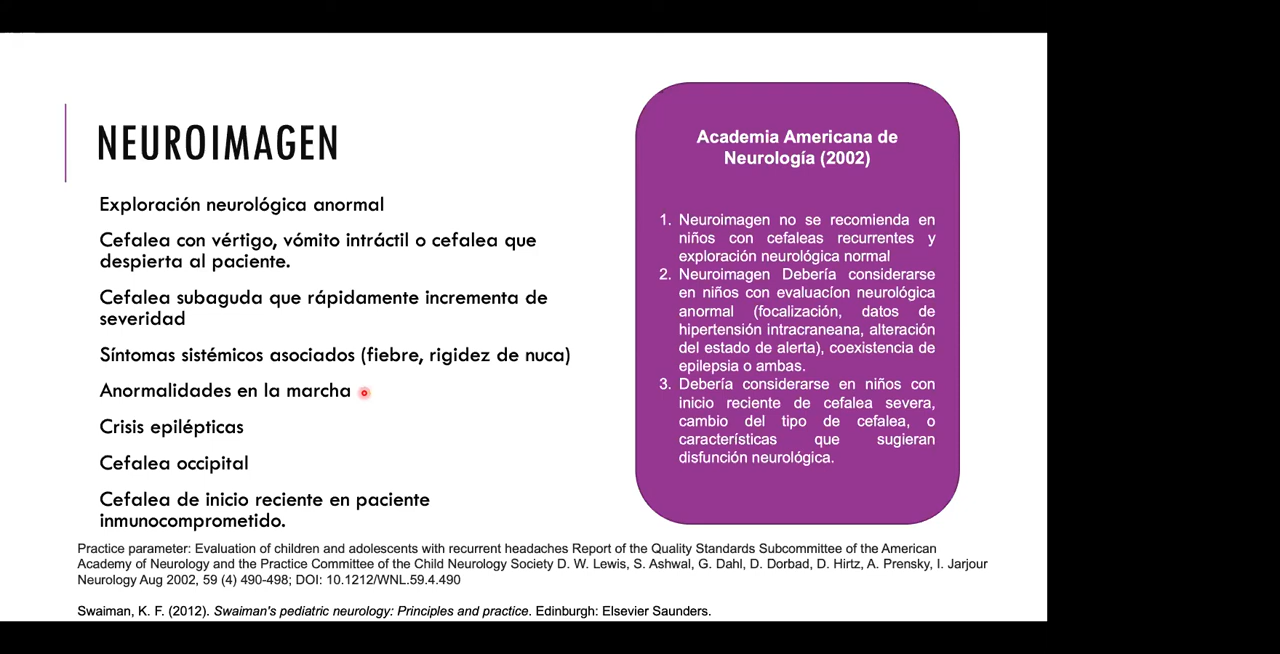 NEUROIMAGEN
Exploración neurológica anormal
Cefalea con vértigo, vómito intráctil o cefalea que
despierta al paciente.
Cefalea subaguda que rápidamente incrementa de
severidad
Síntomas sistémicos asociados (fiebre, rigidez de nuca)
Anormalidades en la marcha
Crisis epilépticas
Cefalea occipital
Cefalea de inicio reciente en paciente
inmunocomprometido.
Academia Americana de
Neurología (2002)
1. Neuroimagen no se recomienda en
niños con cefaleas recurrentes y
exploración neurológica normal
2. Neuroimagen Debería considerarse
en niños con evaluacíon neurológica
anormal (focalización, datos de
hipertensión intracraneana, alteración
del estado de alerta), coexistencia de
epilepsia o ambas.
3. Debería considerarse en niños con
inicio reciente de cefalea severa,
cambio del tipo de cefalea, o
características que sugieran
disfunción neurológica.
Practice parameter: Evaluation of children and adolescents with recurrent headaches Report of the Quality Standards Subcommittee of the American
Academy of Neurology and the Practice Committee of the Child Neurology Society D. W. Lewis, S. Ashwal, G. Dahl, D. Dorbad, D. Hirtz, A. Prensky, I. Jarjour
Neurology Aug 2002, 59 (4) 490-498; DOI: 10.1212/WNL.59.4.490
Swaiman, K. F. (2012). Swaiman's pediatric neurology: Principles and practice. Edinburgh: Elsevier Saunders.